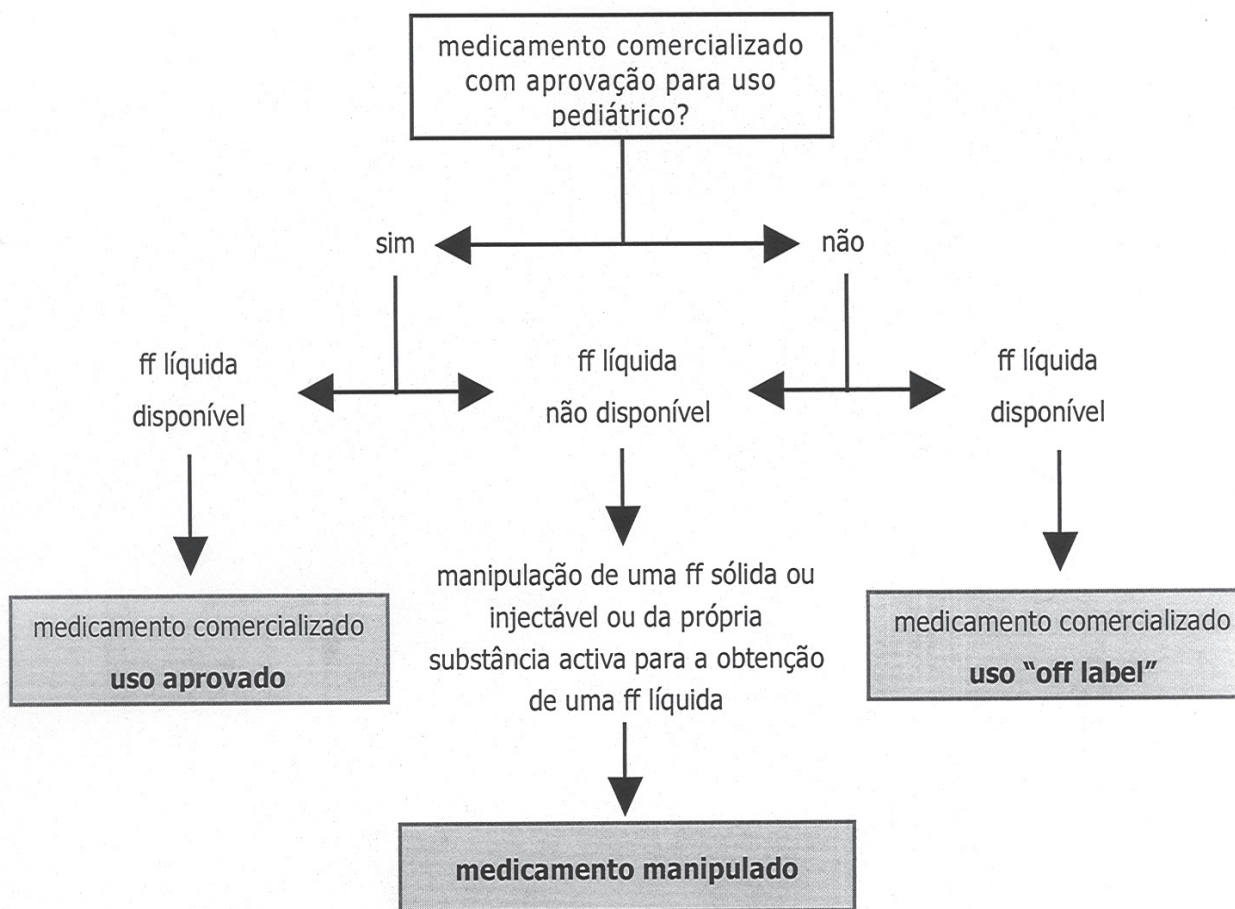 medicamento comercializado
com aprovação para uso
pediátrico?
sim
não
ff líquida
disponível
ff líquida
não disponível
ff líquida
disponível
medicamento comercializado
uso aprovado
manipulação de uma ff sólida ou
injectável ou da própria
substância activa para a obtenção
de uma ff líquida
medicamento comercializado
uso “off label”
medicamento manipulado